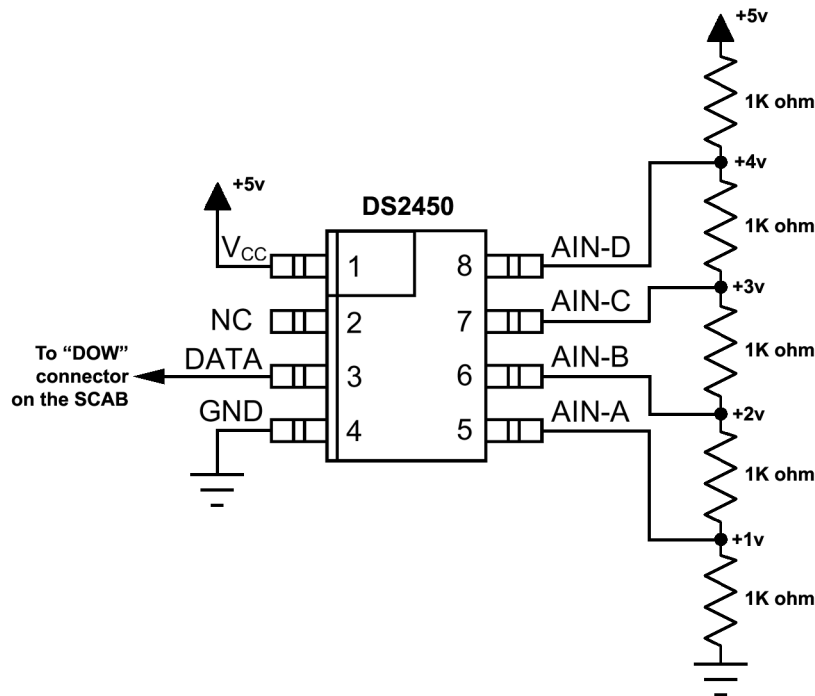 +5v
1K ohm
+4v
+5v
DS2450
VCC
1
8
AIN-D
1K ohm
+3v
NC
2
7
AIN-C
To “DOW”
connector
on the SCAB
DATA
3
6
AIN-B
1K ohm
+2v
GND
4
5
AIN-A
1K ohm
+1v
1K ohm